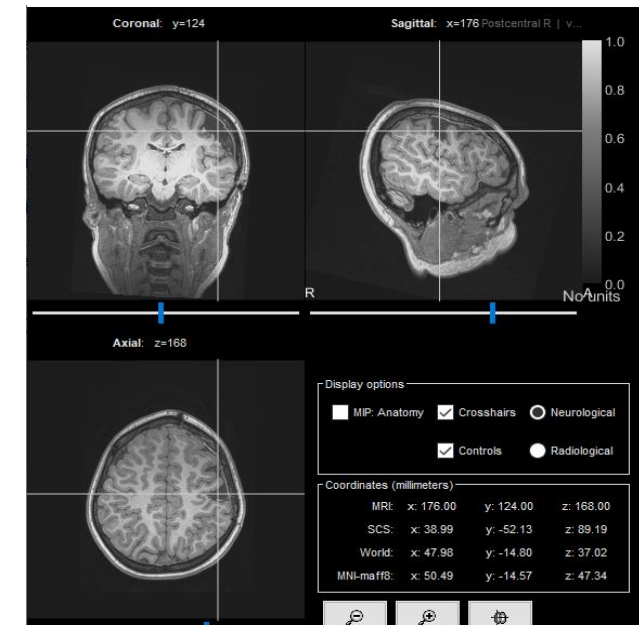 Coronal: y=124
Sagittal: x=176 Postcentral R | v...
1.0
0.8
0.6
0.4
0.2
0.0
R
A
No units
Axial: z=168
Display options
MIP: Anatomy Crosshairs Neurological
Controls Radiological
Coordinates (millimeters)
MRI: x: 176.00 y: 124.00 z: 168.00
SCS: x: 38.99 y: -52.13 z: 89.19
World: x: 47.98 y: -14.80 z: 37.02
MNI-maff8: x: 50.49 y: -14.57 z: 47.34